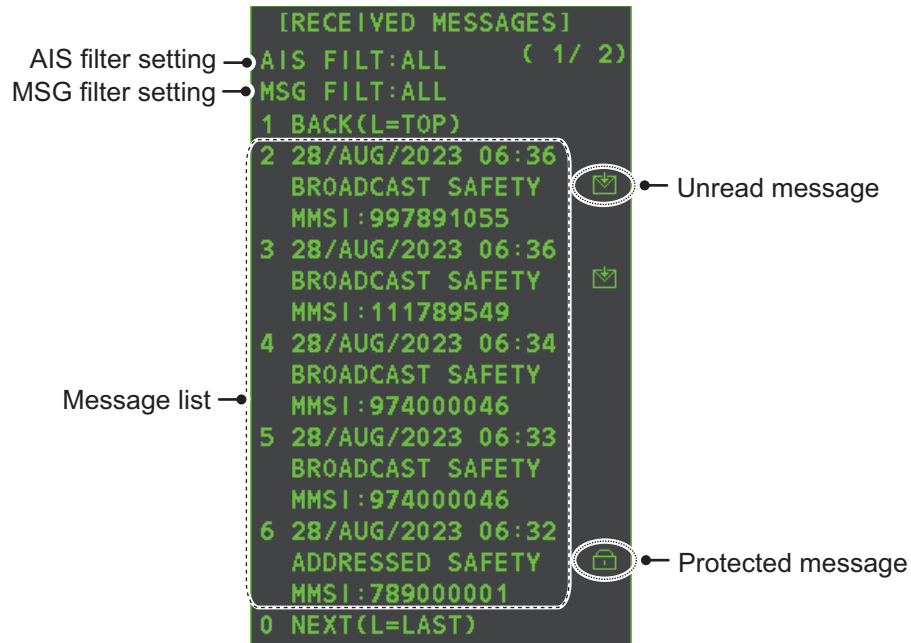 [RECEIVED MESSAGES]
AIS filter setting
AIS FILT:ALL ( 1/ 2)
MSG filter setting
MSG FILT:ALL
1 BACK(L=TOP)
2 28/AUG/2023 06:36
BROADCAST SAFETY
Unread message
MMSI:997891055
3 28/AUG/2023 06:36
BROADCAST SAFETY
MMSI:111789549
4 28/AUG/2023 06:34
BROADCAST SAFETY
Message list
MMSI:974000046
5 28/AUG/2023 06:33
BROADCAST SAFETY
MMSI:974000046
6 28/AUG/2023 06:32
ADDRESSED SAFETY
Protected message
MMSI:789000001
0 NEXT(L=LAST)